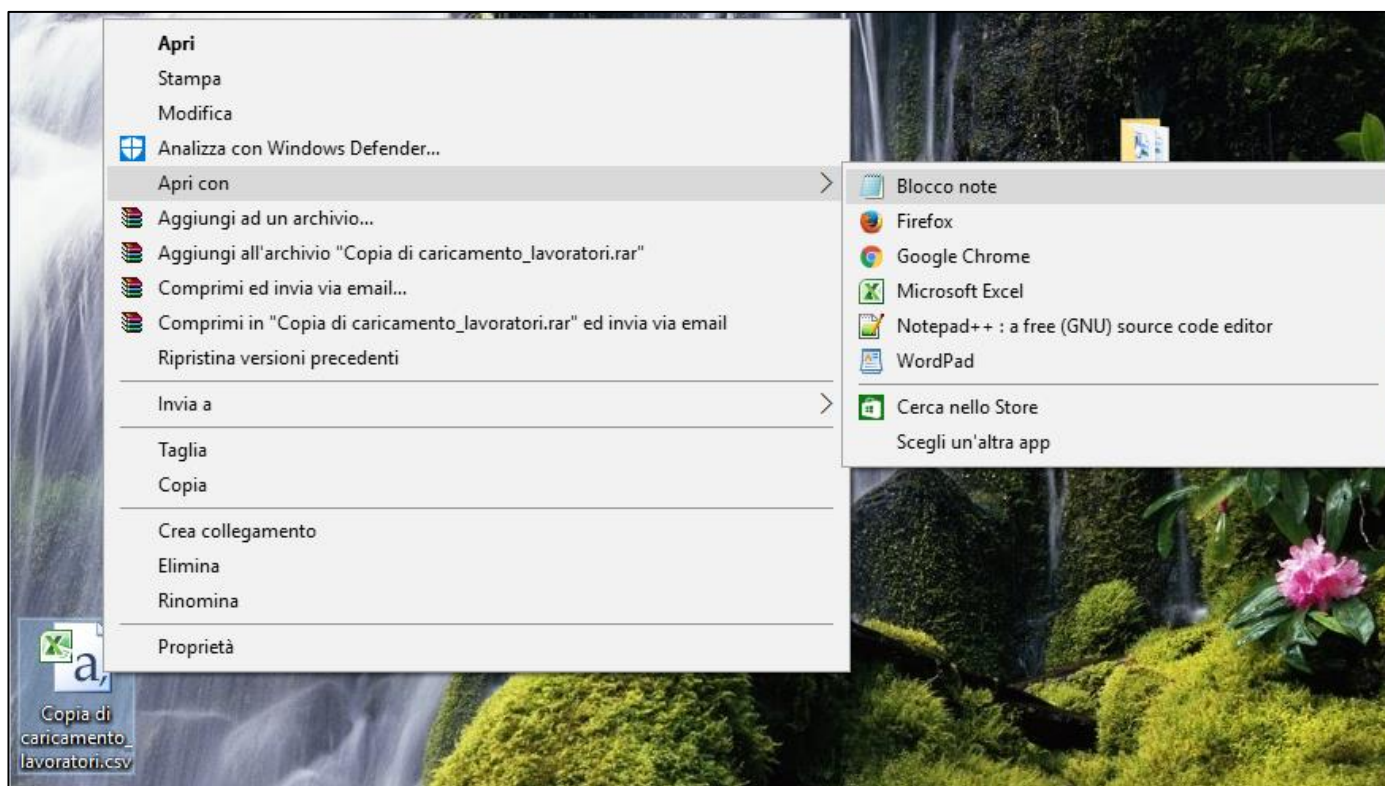 Apri
Stampa
Modifica
Analizza con Windows Defender...
Apri con
Aggiungi ad un archivio...
Aggiungi all'archivio "Copia di caricamento_lavoratori.rar"
Comprimi ed invia via email...
Comprimi in "Copia di caricamento_lavoratori.rar" ed invia via email
Ripristina versioni precedenti
Invia a
Taglia
Copia
Crea collegamento
Elimina
Rinomina
Proprietà
Blocco note
Firefox
Google Chrome
Microsoft Excel
Notepad++ : a free (GNU) source code editor
WordPad
Cerca nello Store
Scegli un'altra app
Copia di
caricamento_
lavoratori.csv